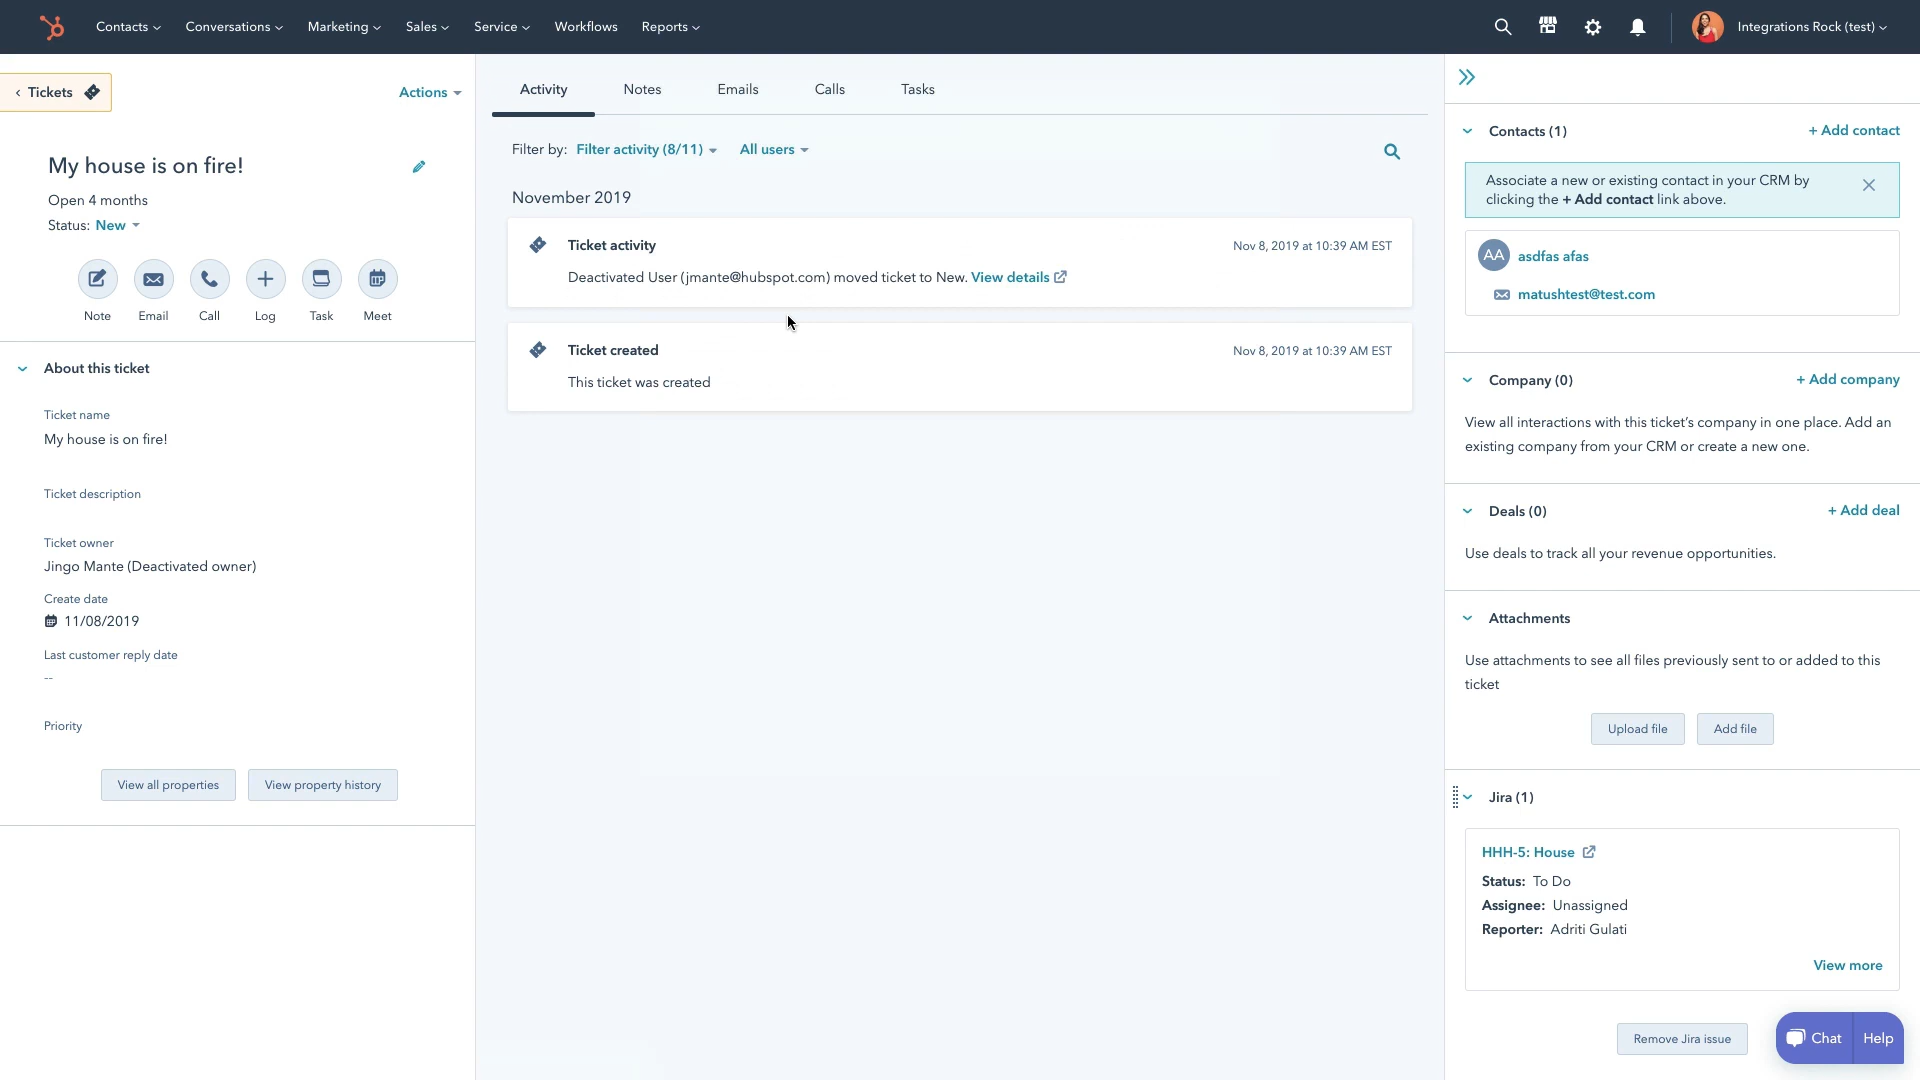 Contacts
Conversations
Marketing
Sales
Service
Workflows
Reports
Integrations Rock (test)
Tickets
Actions
My house is on fire!
Open 4 months
Status: New
Note
Email
Call
Log
Task
Meet
About this ticket
Ticket name
My house is on fire!
Ticket description
Ticket owner
Jingo Mante (Deactivated owner)
Create date
11/08/2019
Last customer reply date
--
Priority
View all properties
View property history
Activity
Notes
Emails
Calls
Tasks
Filter by: Filter activity (8/11) All users
November 2019
Ticket activity
Nov 8, 2019 at 10:39 AM EST
Deactivated User (jmante@hubspot.com) moved ticket to New. View details
Ticket created
Nov 8, 2019 at 10:39 AM EST
This ticket was created
Contacts (1)
+ Add contact
Associate a new or existing contact in your CRM by
clicking the + Add contact link above.
AA
asdfas afas
matushtest@test.com
Company (0)
+ Add company
View all interactions with this ticket’s company in one place. Add an
existing company from your CRM or create a new one.
Deals (0)
+ Add deal
Use deals to track all your revenue opportunities.
Attachments
Use attachments to see all files previously sent to or added to this
ticket
Upload file
Add file
Jira (1)
HHH-5: House
Status: To Do
Assignee: Unassigned
Reporter: Adriti Gulati
View more
Remove Jira issue
Chat
Help